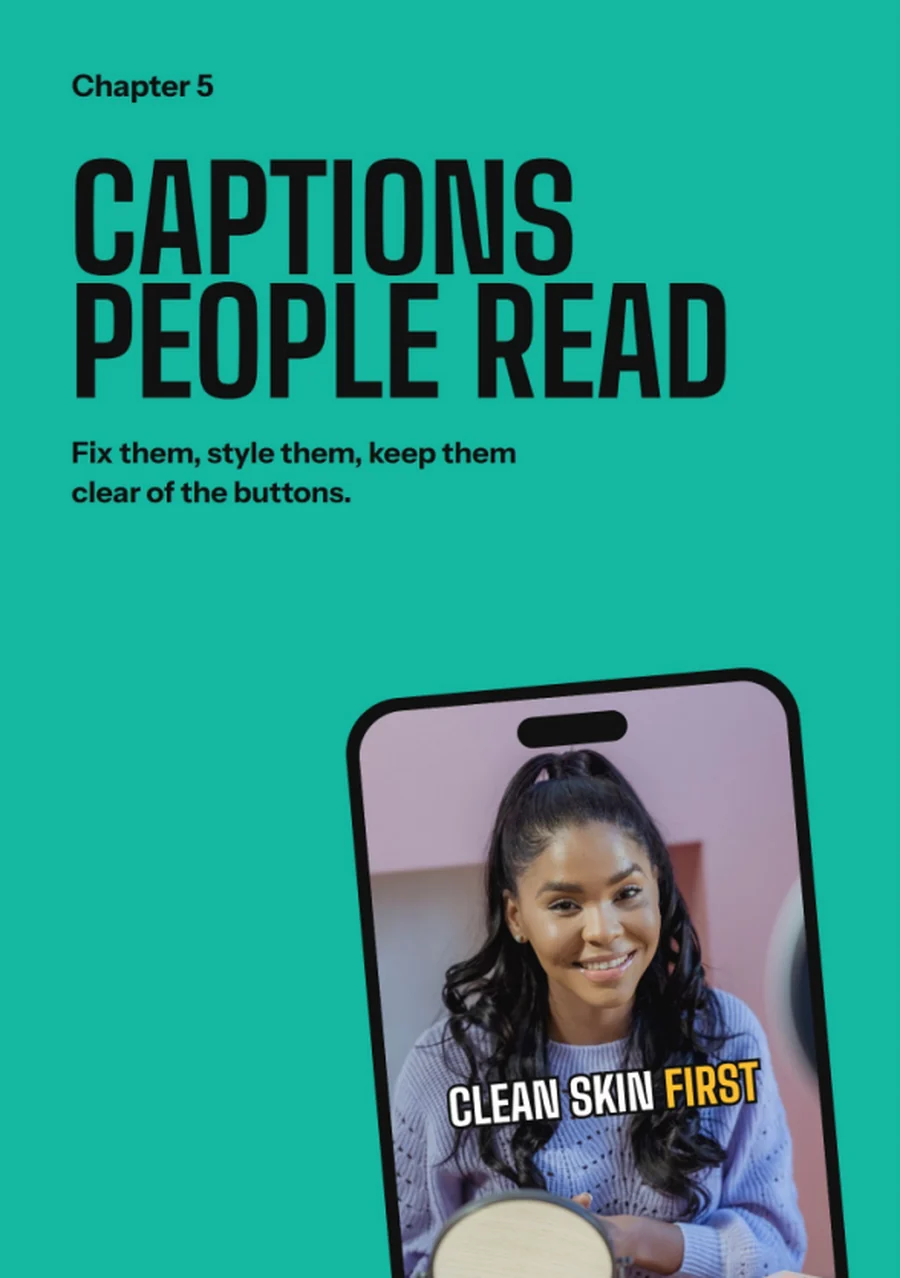 Chapter 5
CAPTIONS
PEOPLE READ
Fix them, style them, keep them
clear of the buttons.
CLEAN SKIN FIRST